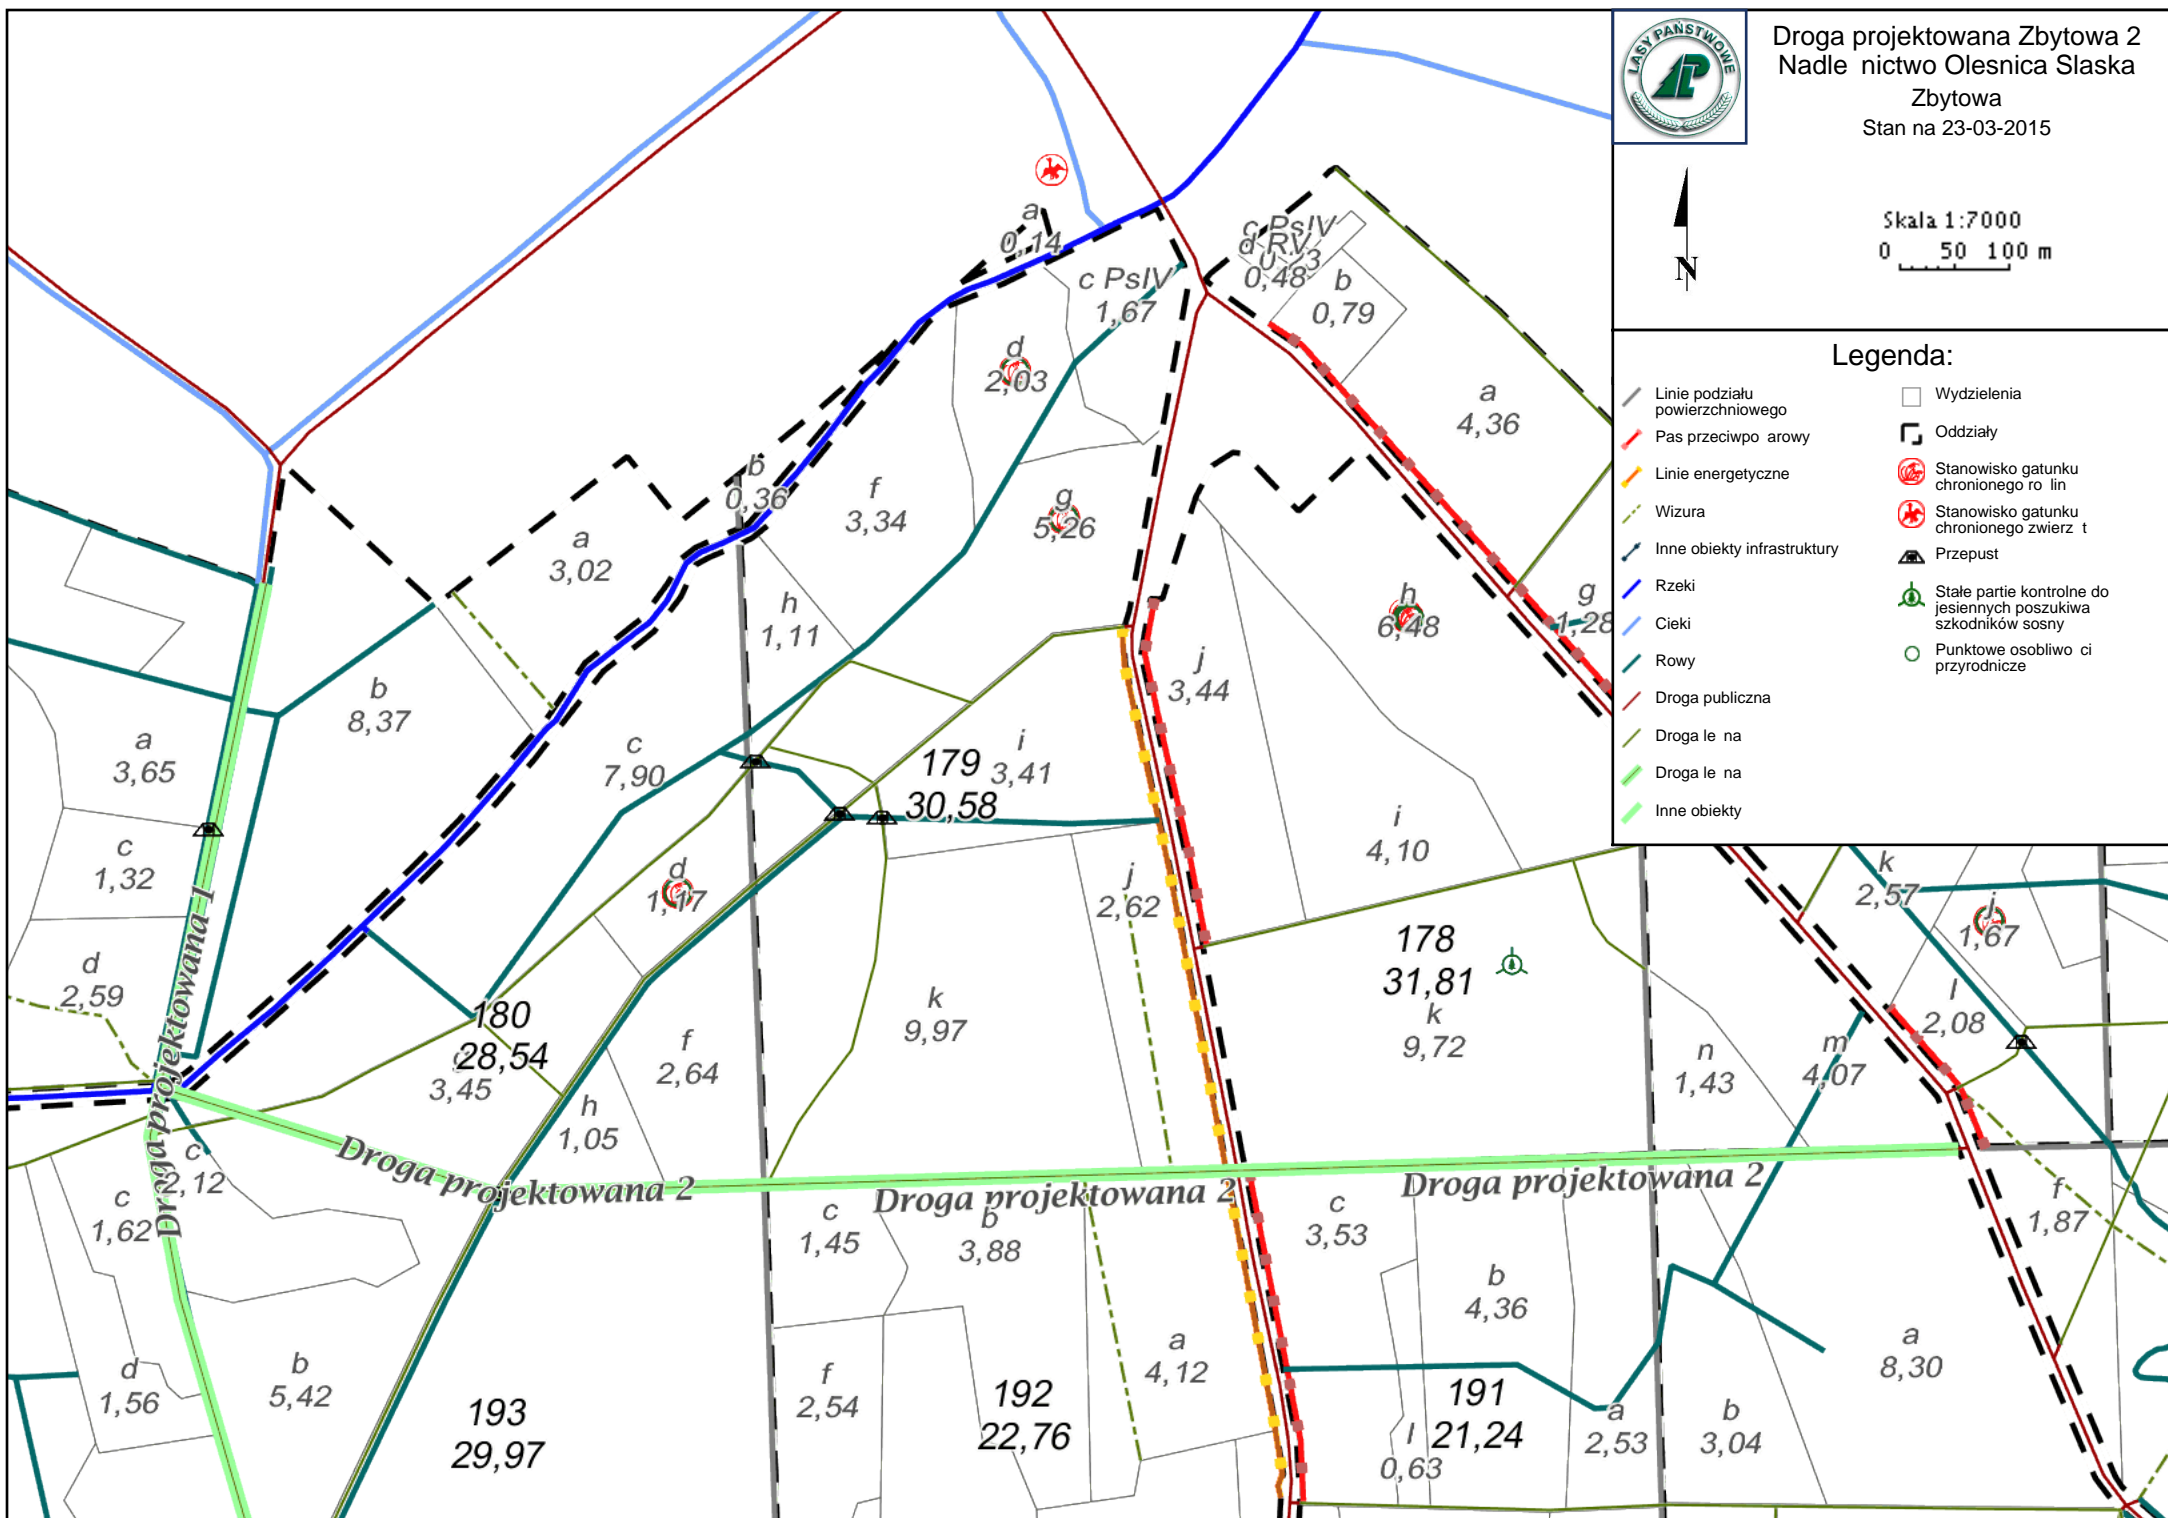 LASY PAŃSTWOWE
Droga projektowana Zbytowa 2
Nadle nictwo Olesnica Slaska
Zbytowa
Stan na 23-03-2015
N
Skala 1:7000
0 50 100 m
Legenda:
Linie podziału
powierzchniowego
Pas przeciwpo arowy
Linie energetyczne
Wizura
Inne obiekty infrastruktury
Rzeki
Cieki
Rowy
Droga publiczna
Droga le na
Droga le na
Inne obiekty
Wydzielenia
Oddziały
Stanowisko gatunku
chronionego ro lin
Stanowisko gatunku
chronionego zwierz t
Przepust
Stałe partie kontrolne do
jesiennych poszukiwa
szkodników sosny
Punktowe osobliwo ci
przyrodnicze
a
0,14
c PsIV
1,67
c PsIV
d RV
0,23
0,48
b
0,79
d
2,03
a
4,36
b
0,36
f
3,34
g
5,26
a
3,02
h
1,11
h
6,48
g
1,28
j
3,44
b
8,37
a
3,65
c
7,90
179
30,58
i
3,41
i
4,10
c
1,32
d
1,17
j
2,62
k
2,57
j
1,67
d
2,59
178
31,81
k
9,72
k
9,97
l
2,08
180
28,54
3,45
f
2,64
n
1,43
m
4,07
h
1,05
Droga projektowana 1
Droga projektowana 2
Droga projektowana 2
Droga projektowana 2
c
2,12
c
1,62
c
1,45
b
3,88
c
3,53
f
1,87
b
4,36
a
4,12
a
8,30
d
1,56
b
5,42
f
2,54
193
29,97
192
22,76
191
21,24
l
0,63
a
2,53
b
3,04